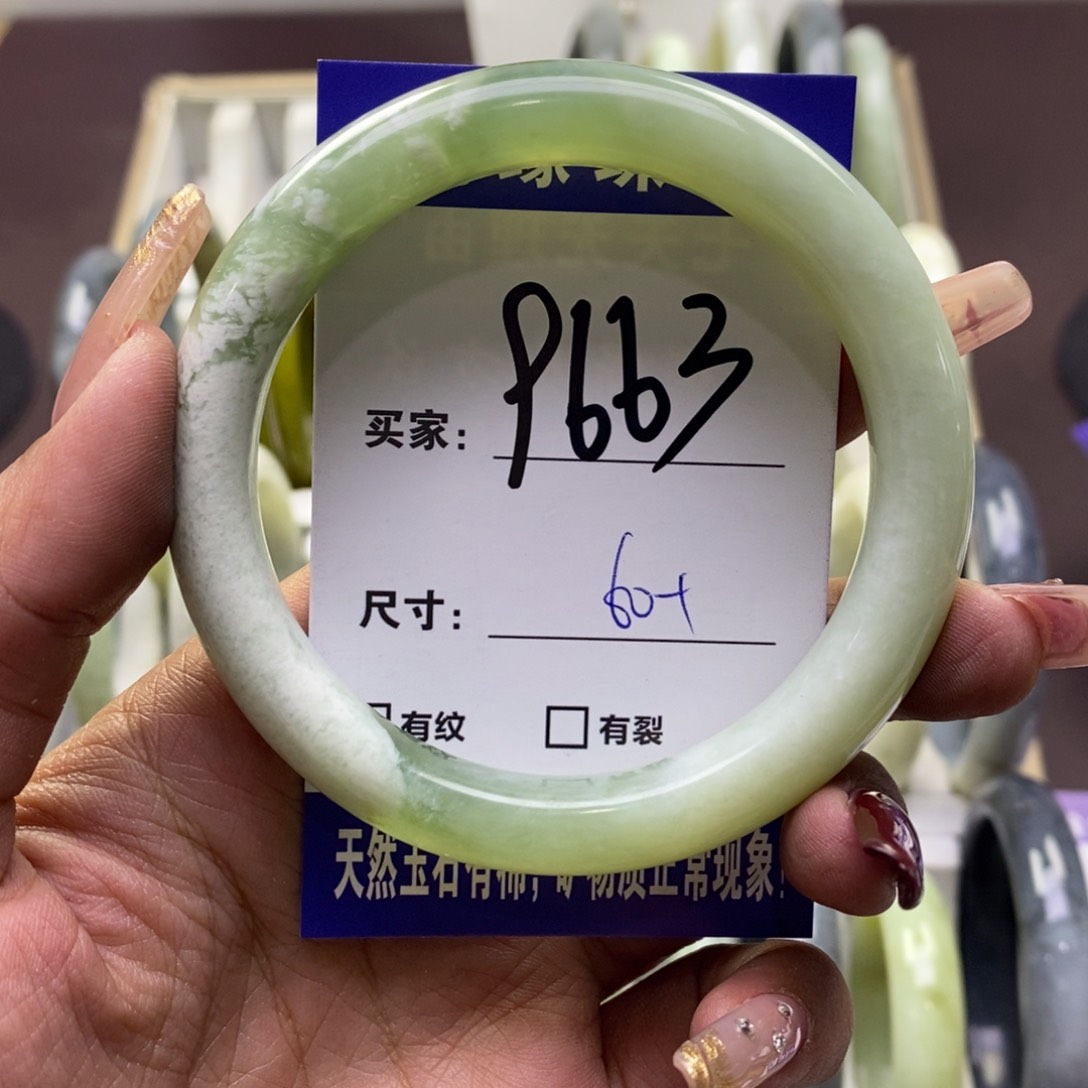 买家： 9663
尺寸： 60+
有纹 有裂
天然玉石有棉，矿物质正常现象！